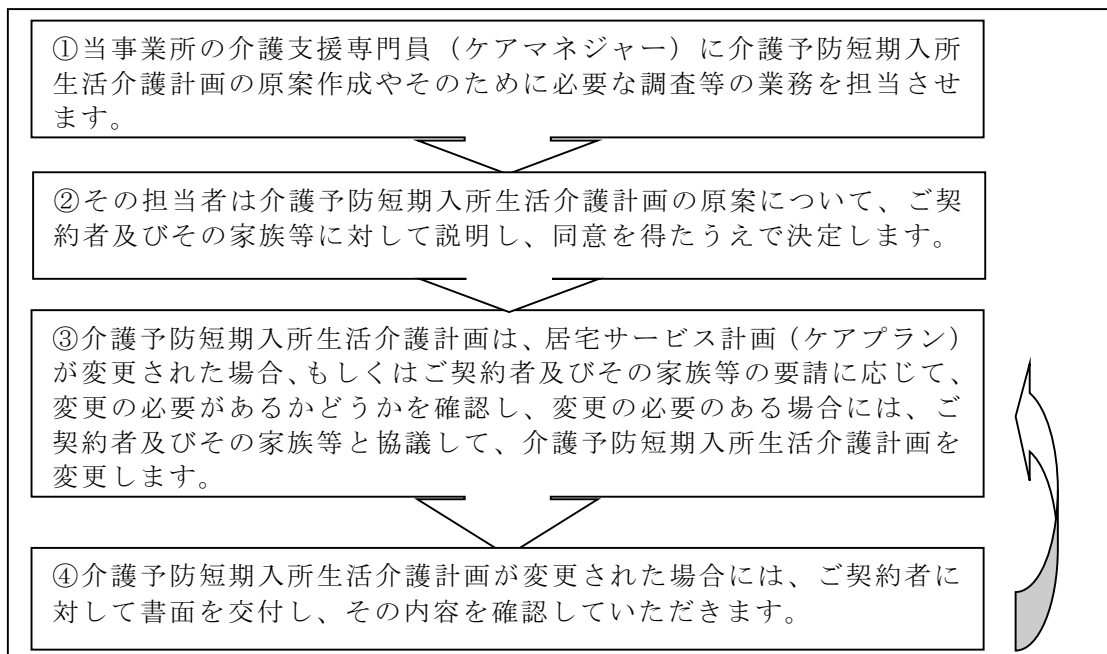 ①当事業所の介護支援専門員（ケアマネジャー）に介護予防短期入所
生活介護計画の原案作成やそのために必要な調査等の業務を担当させ
ます。
②その担当者は介護予防短期入所生活介護計画の原案について、ご契
約者及びその家族等に対して説明し、同意を得たうえで決定します。
③介護予防短期入所生活介護計画は、居宅サービス計画（ケアプラン）
が変更された場合、もしくはご契約者及びその家族等の要請に応じて、
変更の必要があるかどうかを確認し、変更の必要のある場合には、ご
契約者及びその家族等と協議して、介護予防短期入所生活介護計画を
変更します。
④介護予防短期入所生活介護計画が変更された場合には、ご契約者に
対して書面を交付し、その内容を確認していただきます。